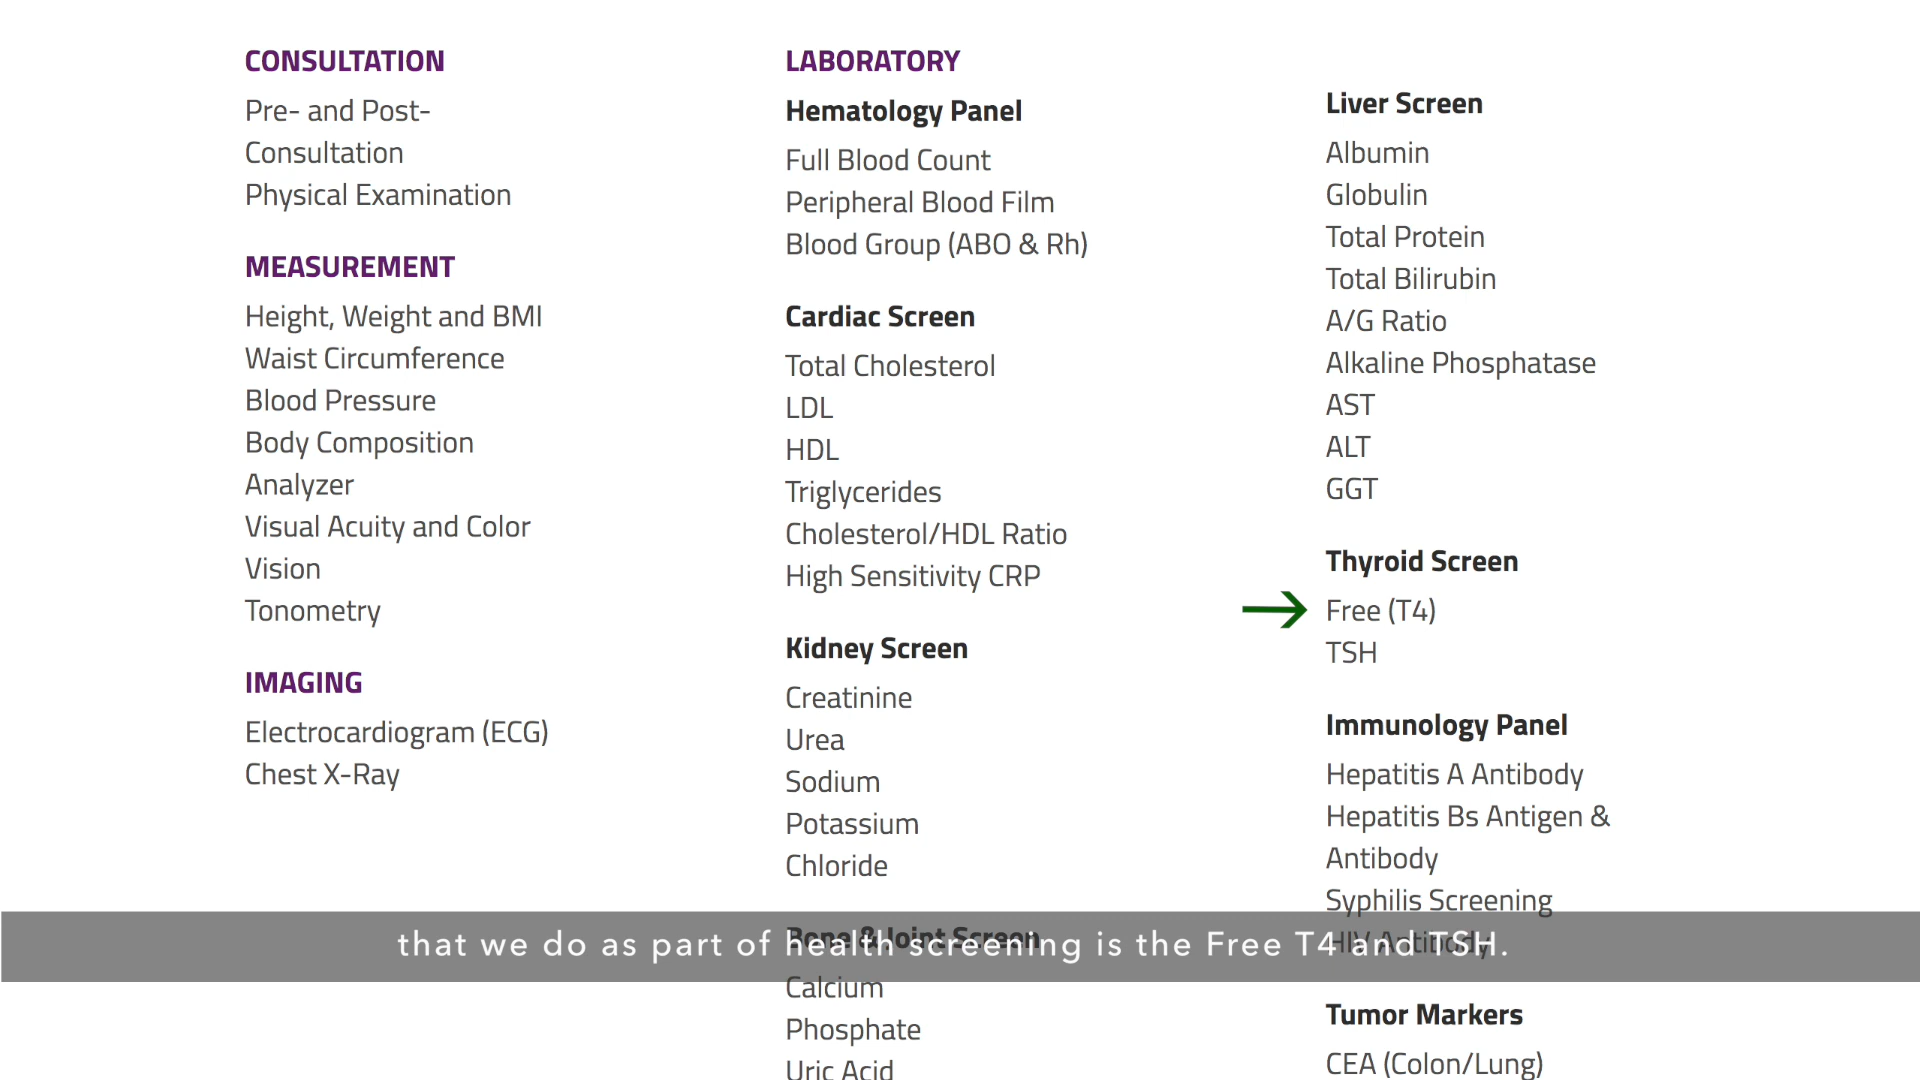 CONSULTATION
Pre- and Post-
Consultation
Physical Examination
MEASUREMENT
Height, Weight and BMI
Waist Circumference
Blood Pressure
Body Composition
Analyzer
Visual Acuity and Color
Vision
Tonometry
IMAGING
Electrocardiogram (ECG)
Chest X-Ray
LABORATORY
Hematology Panel
Full Blood Count
Peripheral Blood Film
Blood Group (ABO & Rh)
Cardiac Screen
Total Cholesterol
LDL
HDL
Triglycerides
Cholesterol/HDL Ratio
High Sensitivity CRP
Kidney Screen
Creatinine
Urea
Sodium
Potassium
Chloride
Bone & Joint Screen
Calcium
Phosphate
Uric Acid
Liver Screen
Albumin
Globulin
Total Protein
Total Bilirubin
A/G Ratio
Alkaline Phosphatase
AST
ALT
GGT
Thyroid Screen
Free (T4)
TSH
Immunology Panel
Hepatitis A Antibody
Hepatitis Bs Antigen &
Antibody
Syphilis Screening
HIV Antibody
Tumor Markers
CEA (Colon/Lung)
that we do as part of health screening is the Free T4 and TSH.